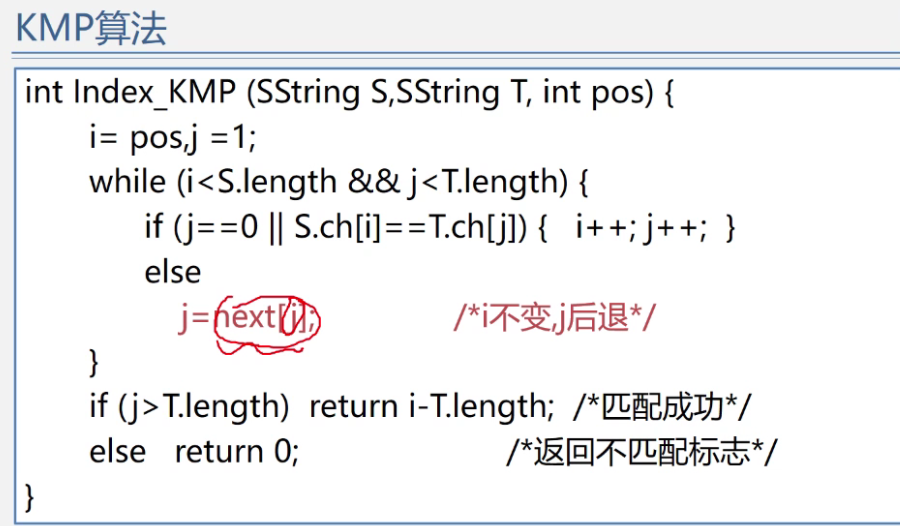 KMP算法
int Index_KMP (SString S,SString T, int pos) {
i= pos,j =1;
while (i<S.length && j<T.length) {
if (j==0 || S.ch[i]==T.ch[j]) { i++; j++; }
else
j=next[j]; /*i不变,j后退*/
}
if (j>T.length) return i-T.length; /*匹配成功*/
else return 0; /*返回不匹配标志*/
}